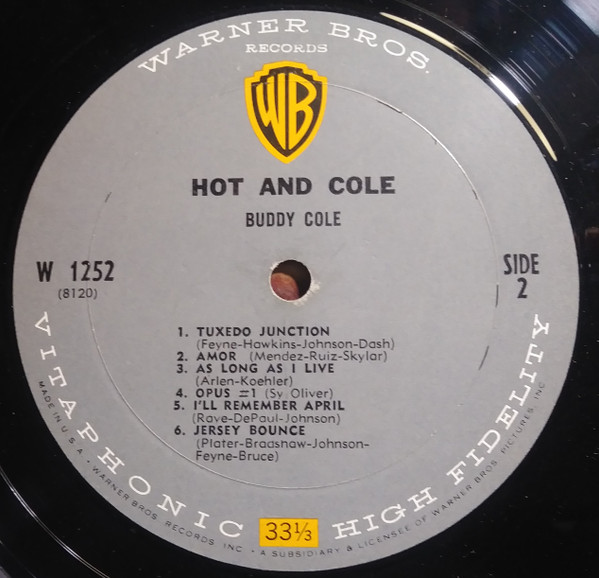 WARNER BROS.
RECORDS
WB
HOT AND COLE
BUDDY COLE
W 1252
(8120)
SIDE
2
1. TUXEDO JUNCTION
(Feyne-Hawkins-Johnson-Dash)
2. AMOR (Mendez-Ruiz-Skylar)
3. AS LONG AS I LIVE
(Arlen-Koehler)
4. OPUS =1 (Sy Oliver)
5. I'LL REMEMBER APRIL
(Raye-DePaul-Johnson)
6. JERSEY BOUNCE
(Plater-Bradshaw-Johnson-
Feyne-Bruce)
VITAPHONIC HIGH FIDELITY
33⅓
MADE IN U.S.A. • WARNER BROS. RECORDS INC. • A SUBSIDIARY & LICENSEE OF WARNER BROS. PICTURES, INC.